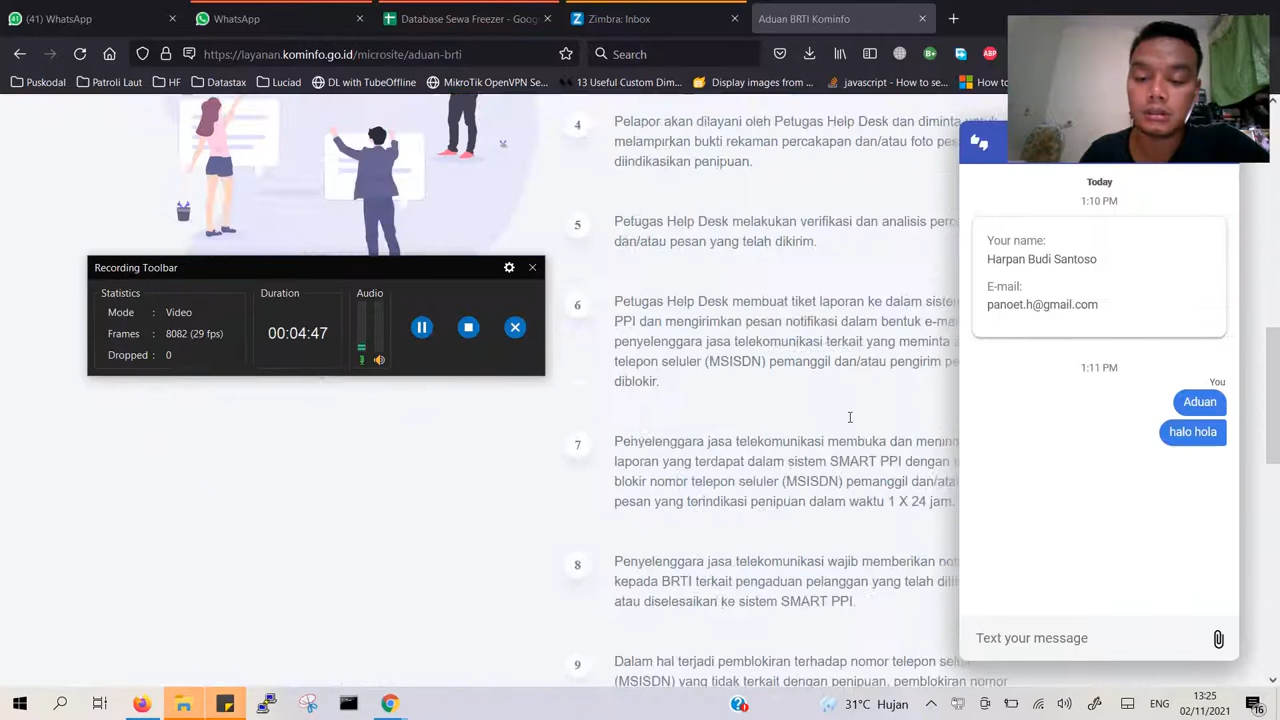 (41) WhatsApp
WhatsApp
Database Sewa Freezer - Goog
Zimbra: Inbox
Aduan BRTI Kominfo
https://layanan.kominfo.go.id/microsite/aduan-brti
Search
ABP
Puskodal
Patroli Laut
HF
Datastax
Luciad
DL with TubeOffline
MikroTik OpenVPN Se...
13 Useful Custom Dim...
Display images from ...
javascript - How to se...
How to
4
Pelapor akan dilayani oleh Petugas Help Desk dan diminta untuk
melampirkan bukti rekaman percakapan dan/atau foto pes
diindikasikan penipuan.
5
Petugas Help Desk melakukan verifikasi dan analisis perc
dan/atau pesan yang telah dikirim.
6
Petugas Help Desk membuat tiket laporan ke dalam siste
PPI dan mengirimkan pesan notifikasi dalam bentuk e-ma
penyelenggara jasa telekomunikasi terkait yang meminta a
telepon seluler (MSISDN) pemanggil dan/atau pengirim pe
diblokir.
7
Penyelenggara jasa telekomunikasi membuka dan menin
laporan yang terdapat dalam sistem SMART PPI dengan
blokir nomor telepon seluler (MSISDN) pemanggil dan/ata
pesan yang terindikasi penipuan dalam waktu 1 X 24 jam.
8
Penyelenggara jasa telekomunikasi wajib memberikan not
kepada BRTI terkait pengaduan pelanggan yang telah
atau diselesaikan ke sistem SMART PPI.
9
Dalam hal terjadi pemblokiran terhadap nomor telepon
(MSISDN) yang tidak terkait dengan penipuan, pemblokiran nomor
Recording Toolbar
Statistics
Mode : Video
Frames : 8082 (29 fps)
Dropped : 0
Duration
00:04:47
Audio
Today
1:10 PM
Your name:
Harpan Budi Santoso
E-mail:
panoet.h@gmail.com
1:11 PM
You
Aduan
halo hola
Text your message
31°C Hujan
ENG
13:25
02/11/2021
16